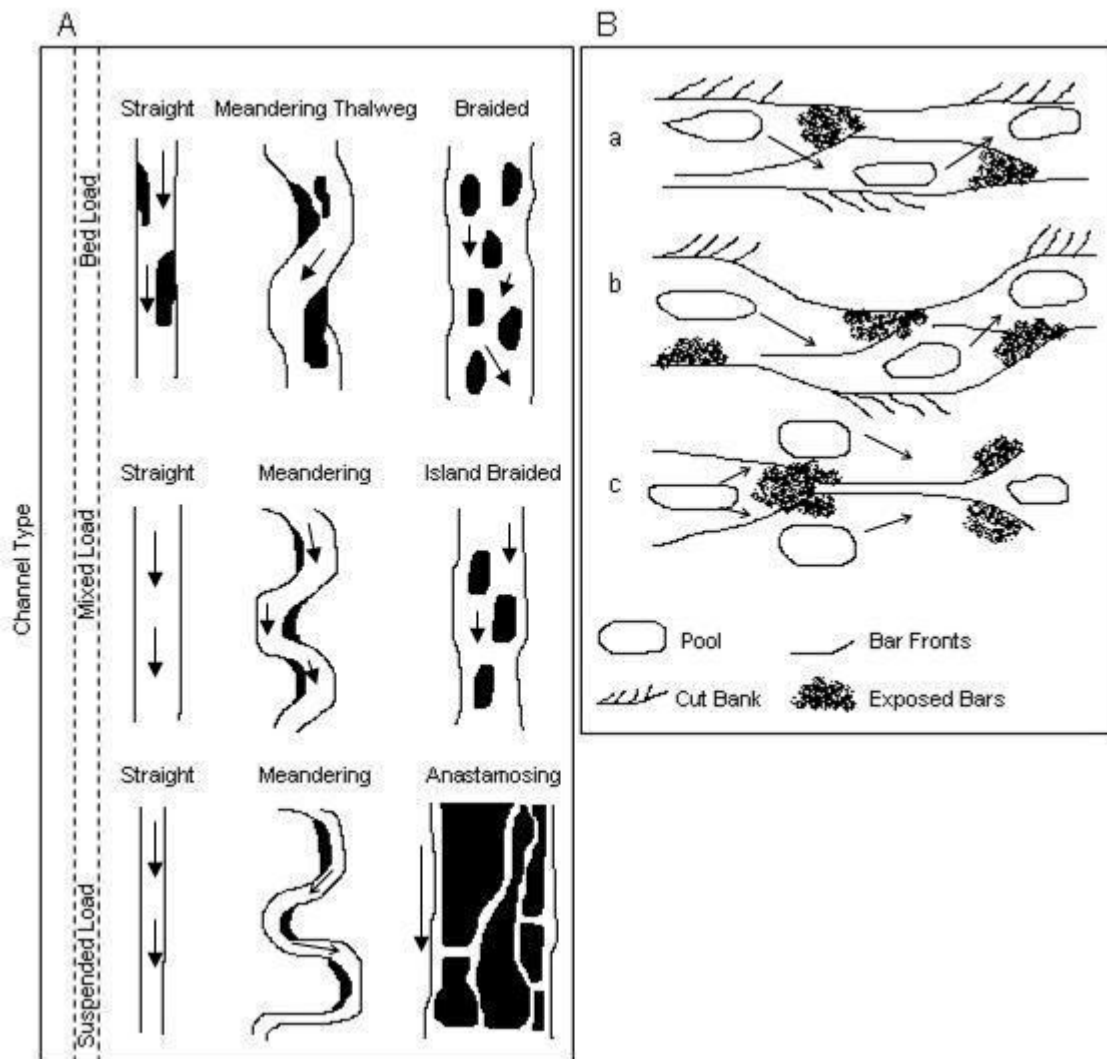 A
B
Straight
Meandering Thalweg
Braided
Bed Load
Straight
Meandering
Island Braided
Mixed Load
Channel Type
Straight
Meandering
Anastamosing
Suspended Load
a
b
c
Pool
Bar Fronts
Cut Bank
Exposed Bars